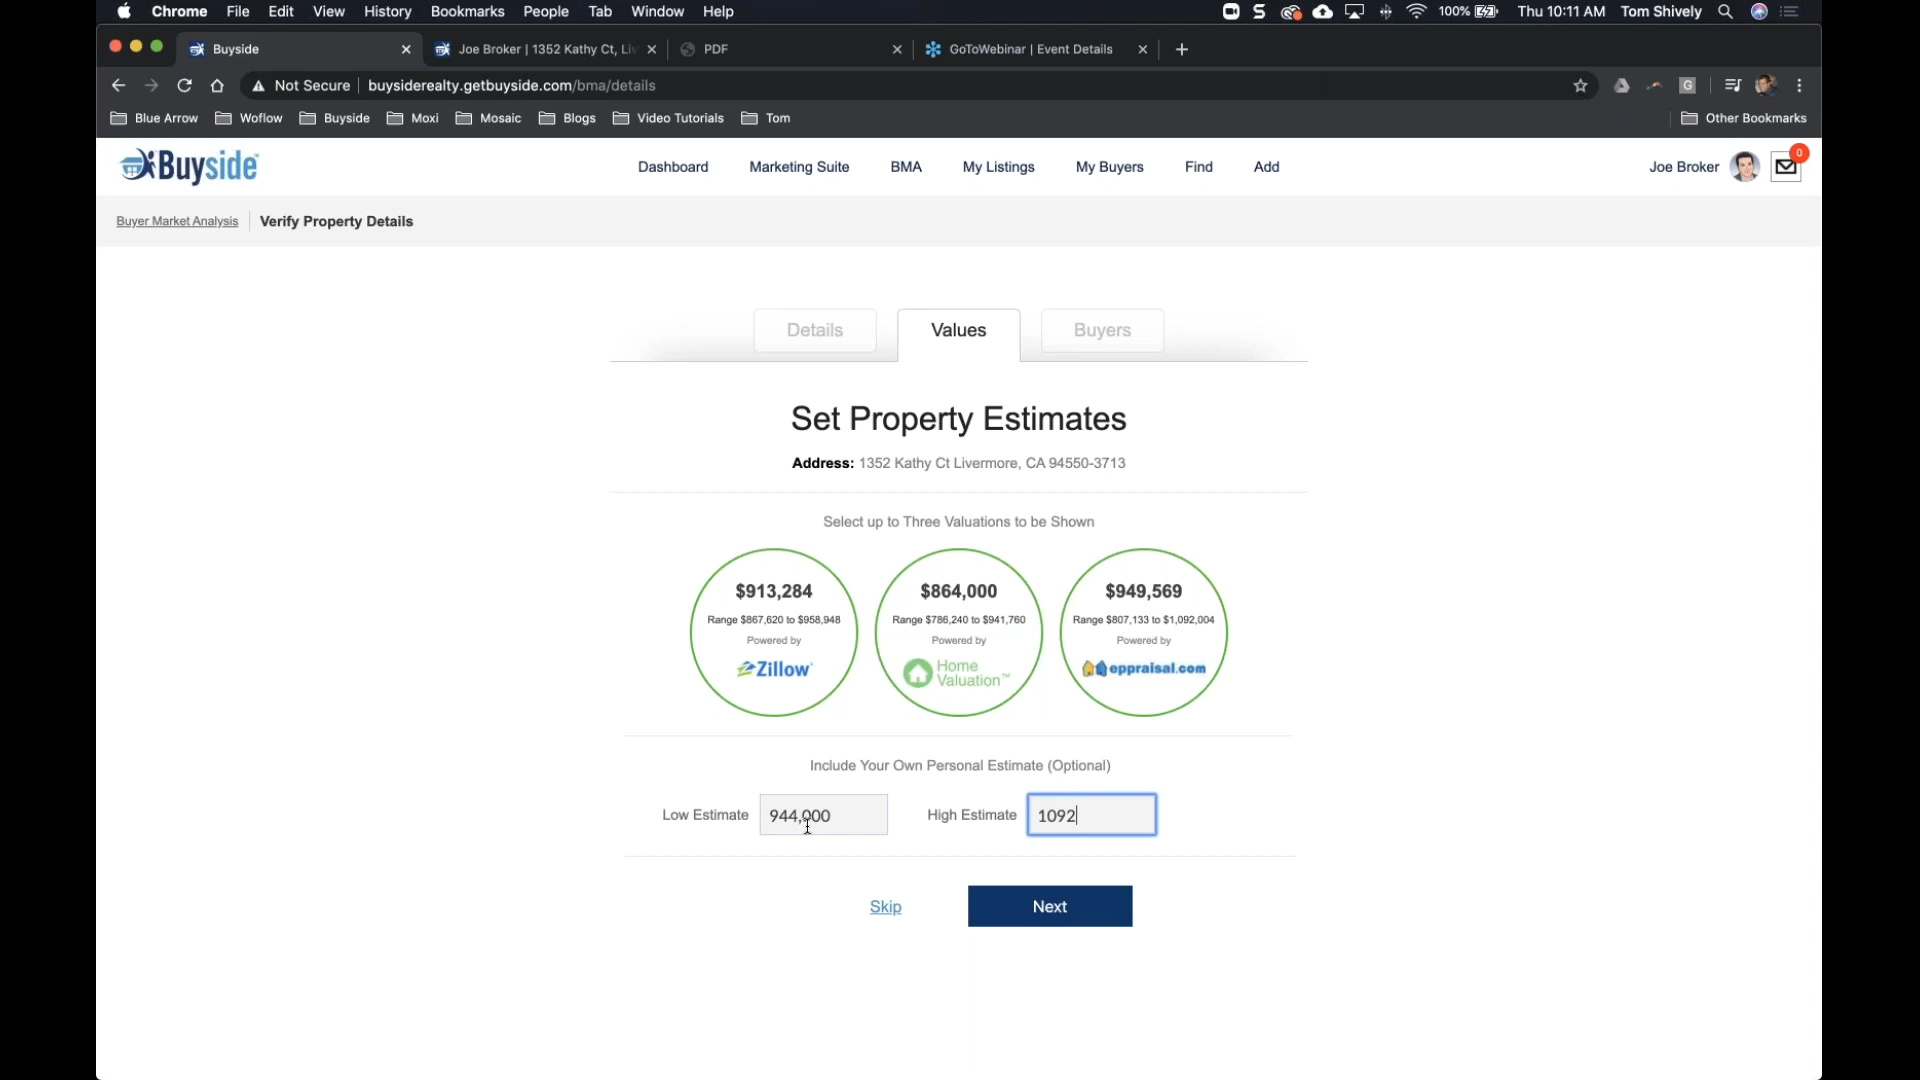 Chrome File Edit View History Bookmarks People Tab Window Help 100% Thu 10:11 AM Tom Shively
Buyside Joe Broker | 1352 Kathy Ct, Liv PDF GoToWebinar | Event Details
Not Secure buysiderealty.getbuyside.com/bma/details
Blue Arrow Woflow Buyside Moxi Mosaic Blogs Video Tutorials Tom Other Bookmarks
Buyside Dashboard Marketing Suite BMA My Listings My Buyers Find Add Joe Broker 0
Buyer Market Analysis Verify Property Details
Details Values Buyers
Set Property Estimates
Address: 1352 Kathy Ct Livermore, CA 94550-3713
Select up to Three Valuations to be Shown
$913,284 $864,000 $949,569
Range $867,620 to $958,948 Range $786,240 to $941,760 Range $807,133 to $1,092,004
Powered by Powered by Powered by
Zillow Home Valuation™ eppraisal.com
Include Your Own Personal Estimate (Optional)
Low Estimate 944,000 High Estimate 1092
Skip Next